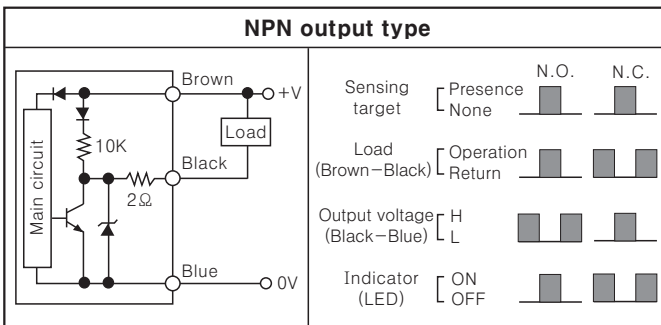 NPN output type
Brown
+V
Load
10K
Black
2Ω
Main circuit
Blue
0V
N.O. N.C.
Sensing target Presence None
Load (Brown−Black) Operation Return
Output voltage (Black−Blue) H L
Indicator (LED) ON OFF